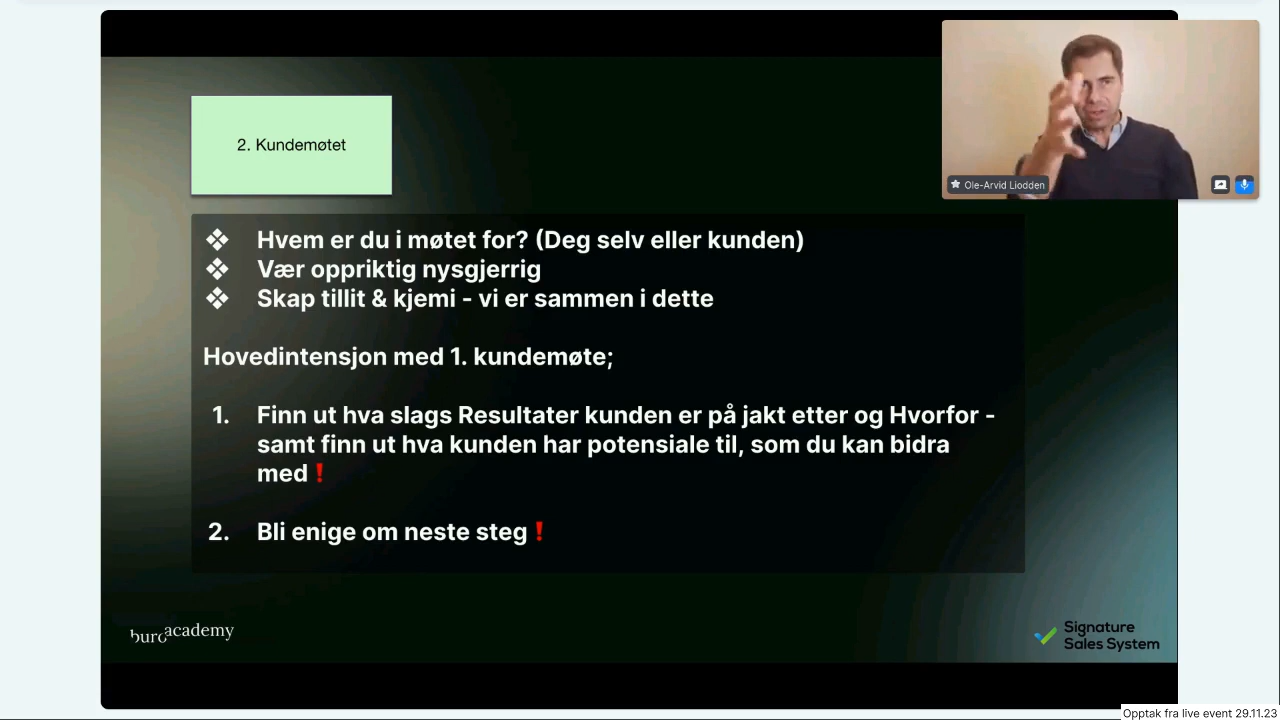 2. Kundemøtet
Ole-Arvid Liodden
❖ Hvem er du i møtet for? (Deg selv eller kunden)
❖ Vær oppriktig nysgjerrig
❖ Skap tillit & kjemi - vi er sammen i dette
Hovedintensjon med 1. kundemøte;
1. Finn ut hva slags Resultater kunden er på jakt etter og Hvorfor -
samt finn ut hva kunden har potensiale til, som du kan bidra
med ❗
2. Bli enige om neste steg ❗
buroacademy
Signature
Sales System
Opptak fra live event 29.11.23